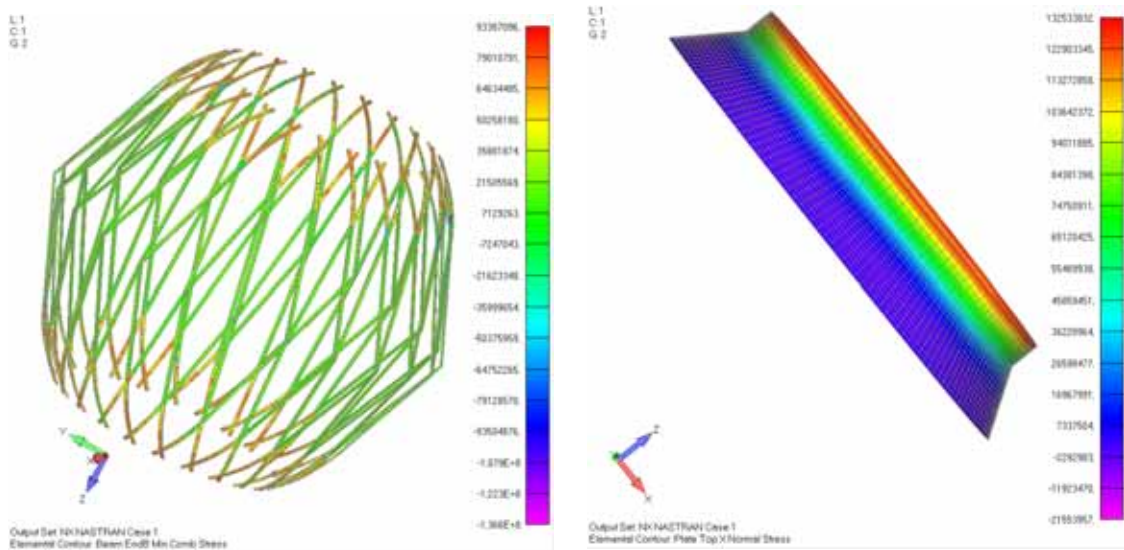 L:1
C:1
G:2
93387096,
79010791,
64634485,
50258180,
35881874,
21505569,
7129263,
-7247043,
-21623348,
-35999654,
-50375959,
-64752265,
-79128570,
-93504876,
-1.079E+8
-1.223E+8
-1.366E+8
Y
X
Z
Output Set: NX NASTRAN Case 1
Elemental Contour: Beam EndB Min Comb Stress
L:1
C:1
G:2
132533832,
122903345,
113272858,
103642372,
94011885,
84381398,
74750911,
65120425,
55489938,
45859451,
36228964,
26598477,
16967991,
7337504,
-2292983,
-11923470,
-21553957,
Z
X
Output Set: NX NASTRAN Case 1
Elemental Contour: Plate Top X Normal Stress